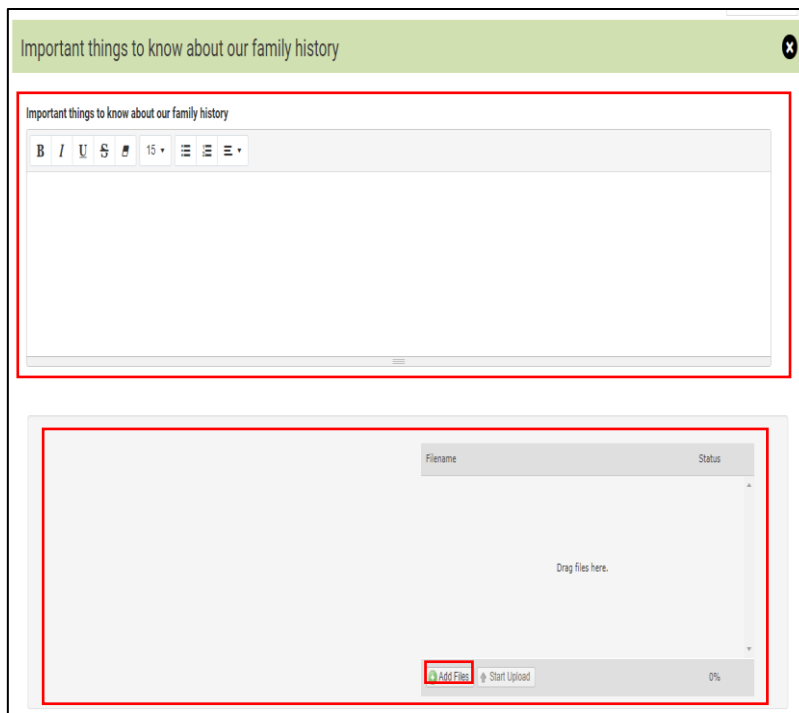 Important things to know about our family history
Important things to know about our family history
B I U S 15
Filename Status
Drag files here.
Add Files Start Upload 0%